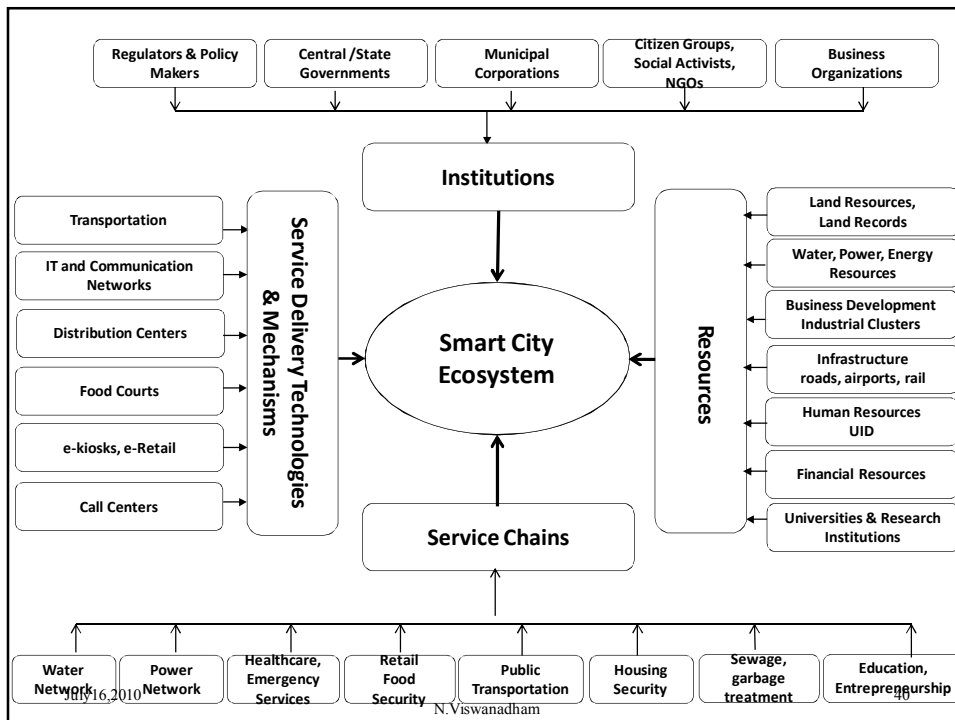 Regulators & Policy
Makers
Central /State
Governments
Municipal
Corporations
Citizen Groups,
Social Activists,
NGOs
Business
Organizations
Institutions
Transportation
IT and Communication
Networks
Distribution Centers
Food Courts
e-kiosks, e-Retail
Call Centers
Service Delivery Technologies
& Mechanisms
Smart City
Ecosystem
Resources
Land Resources,
Land Records
Water, Power, Energy
Resources
Business Development
Industrial Clusters
Infrastructure
roads, airports, rail
Human Resources
UID
Financial Resources
Universities & Research
Institutions
Service Chains
Water
Network
Power
Network
Healthcare,
Emergency
Services
Retail
Food
Security
Public
Transportation
Housing
Security
Sewage,
garbage
treatment
Education,
Entrepreneurship
July16,2010
N.Viswanadham
40